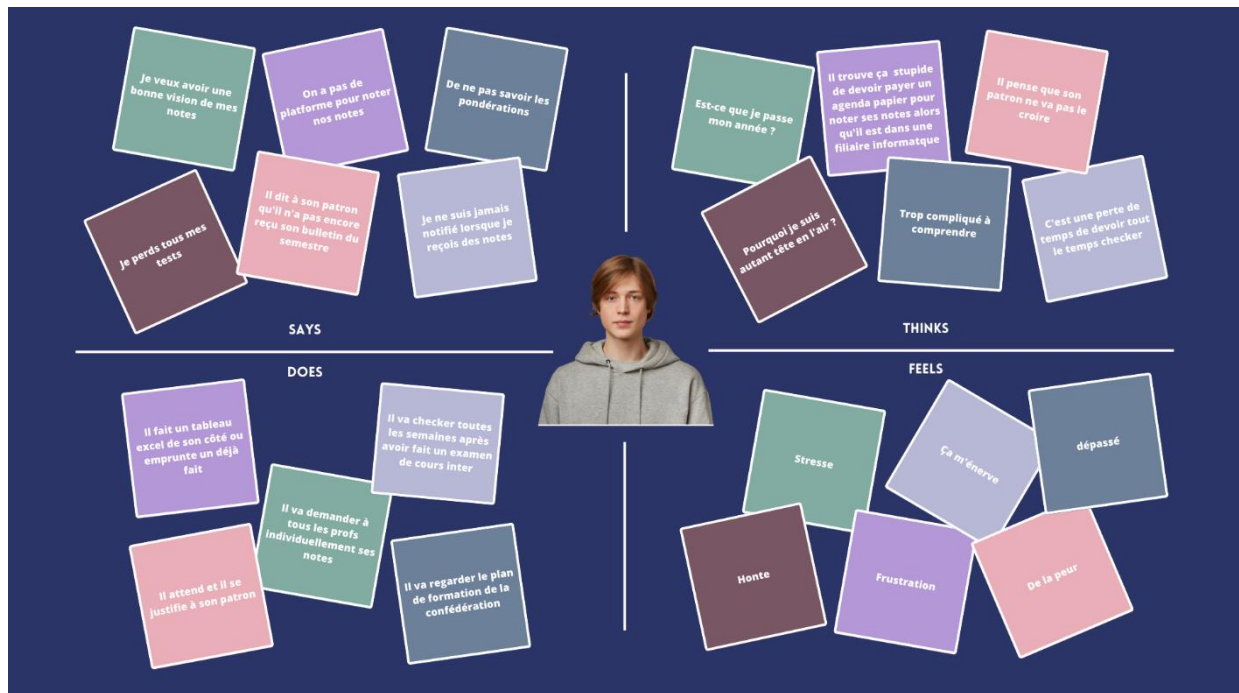 Je veux avoir une
bonne vision de mes
notes
On a pas de
platforme pour noter
nos notes
De ne pas savoir les
pondérations
Je perds tous mes
tests
Il dit à son patron
qu'il n'a pas encore
reçu son bulletin du
semestre
Je ne suis jamais
notifié lorsque je
reçois des notes
SAYS
Est-ce que je passe
mon année ?
Il trouve ça stupide
de devoir payer un
agenda papier pour
noter ses notes alors
qu'il est dans une
filiaire informatque
Il pense que son
patron ne va pas le
croire
Pourquoi je suis
autant tête en l'air ?
Trop compliqué à
comprendre
C'est une perte de
temps de devoir tout
le temps checker
THINKS
DOES
Il fait un tableau
excel de son côté ou
emprunte un déjà
fait
Il va checker toutes
les semaines après
avoir fait un examen
de cours inter
Il va demander à
tous les profs
individuellement ses
notes
Il attend et il se
justifie à son patron
Il va regarder le plan
de formation de la
confédération
FEELS
Stresse
Ça m'énerve
dépassé
Honte
Frustration
De la peur